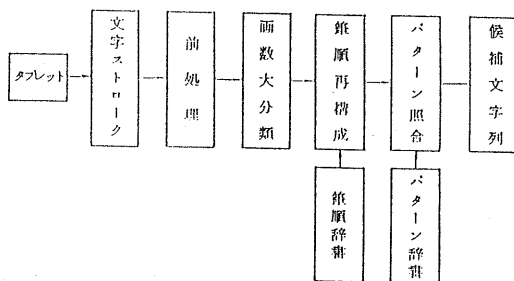 タブレット
文字ストローク
前処理
画数大分類
筆順再構成
パターン照合
候補文字列
筆順辞書
パターン辞書